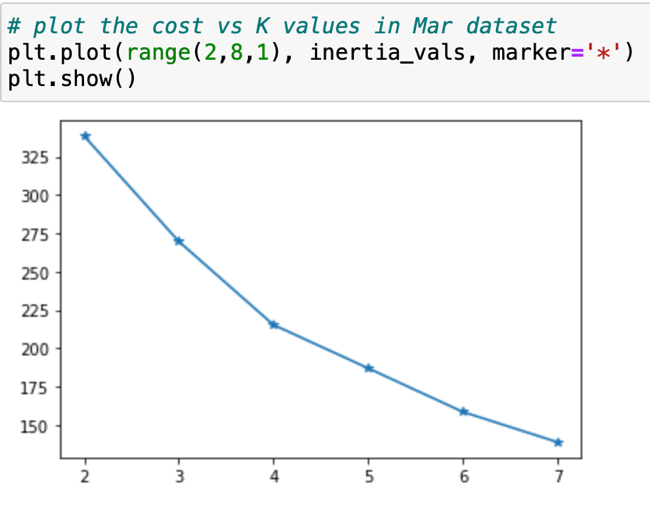 # plot the cost vs K values in Mar dataset
plt.plot(range(2,8,1), inertia_vals, marker='*')
plt.show()
325
300
275
250
225
200
175
150
2 3 4 5 6 7